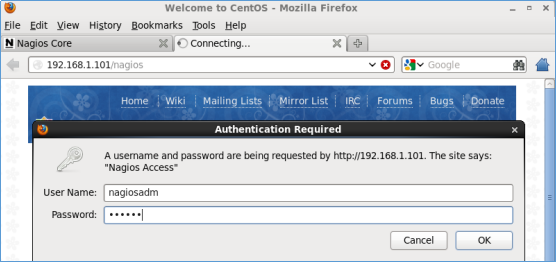 Welcome to CentOS - Mozilla Firefox
File Edit View History Bookmarks Tools Help
N Nagios Core
Connecting...
192.168.1.101/nagios
Google
Home Wiki Mailing Lists Mirror List IRC Forums Bugs Donate
Authentication Required
A username and password are being requested by http://192.168.1.101. The site says:
"Nagios Access"
User Name: nagiosadm
Password: ••••••
Cancel OK